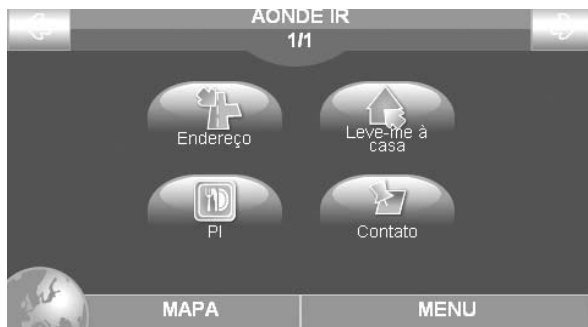 AONDE IR
1/1
Endereço
Leve-me à
casa
PI
Contato
MAPA
MENU